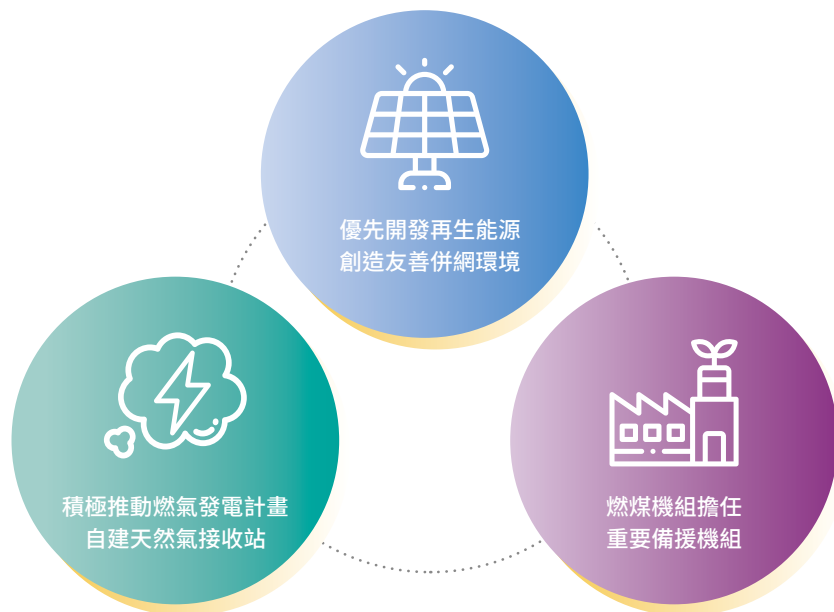 優先開發再生能源
創造友善併網環境
積極推動燃氣發電計畫
自建天然氣接收站
燃煤機組擔任
重要備援機組